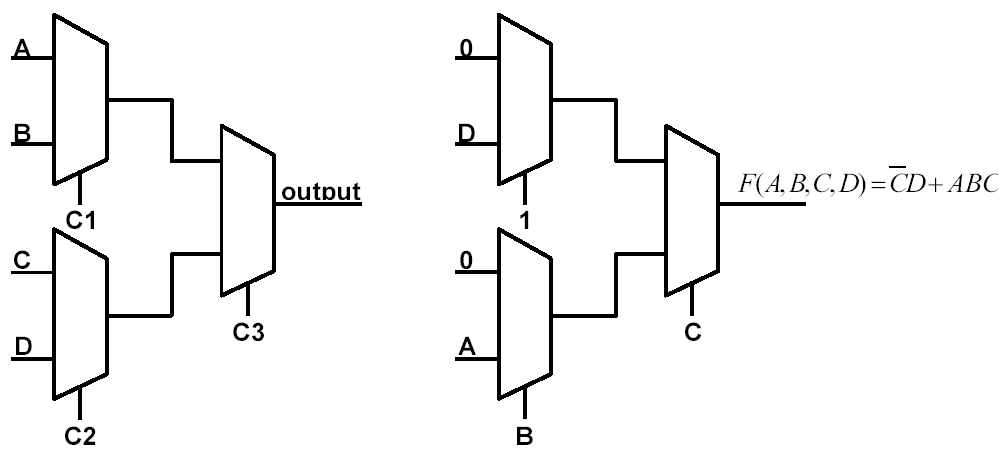 A
B
C1
output
C
D
C3
C2
0
D
1
F(A,B,C,D)=C̅D+ABC
0
A
C
B